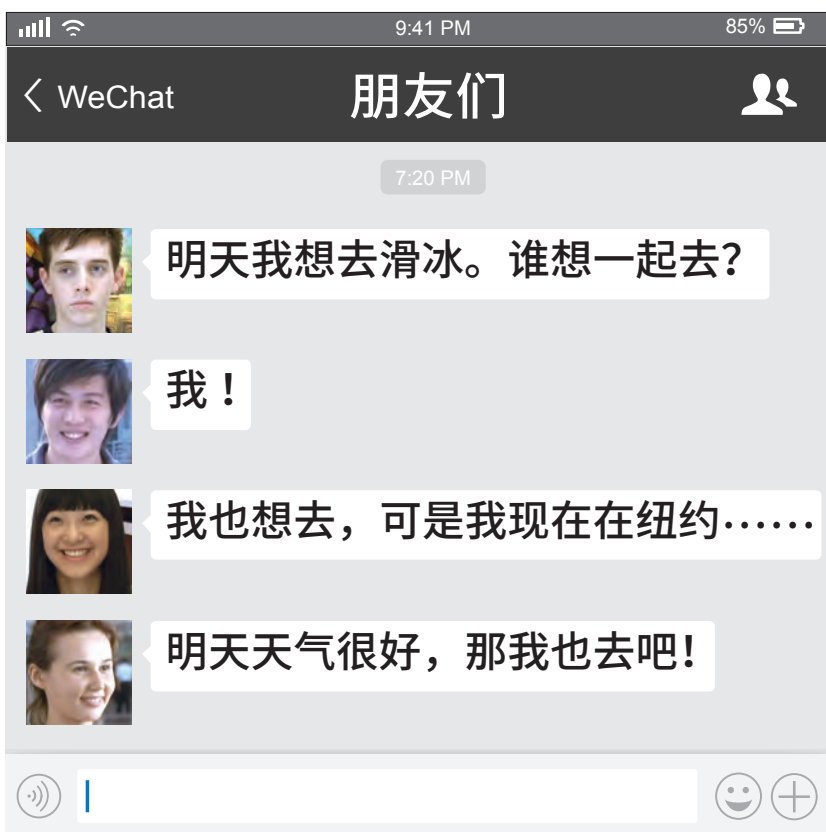 9:41 PM 85%
WeChat 朋友们
7:20 PM
明天我想去滑冰。谁想一起去?
我！
我也想去，可是我现在在纽约……
明天天气很好，那我也去吧!